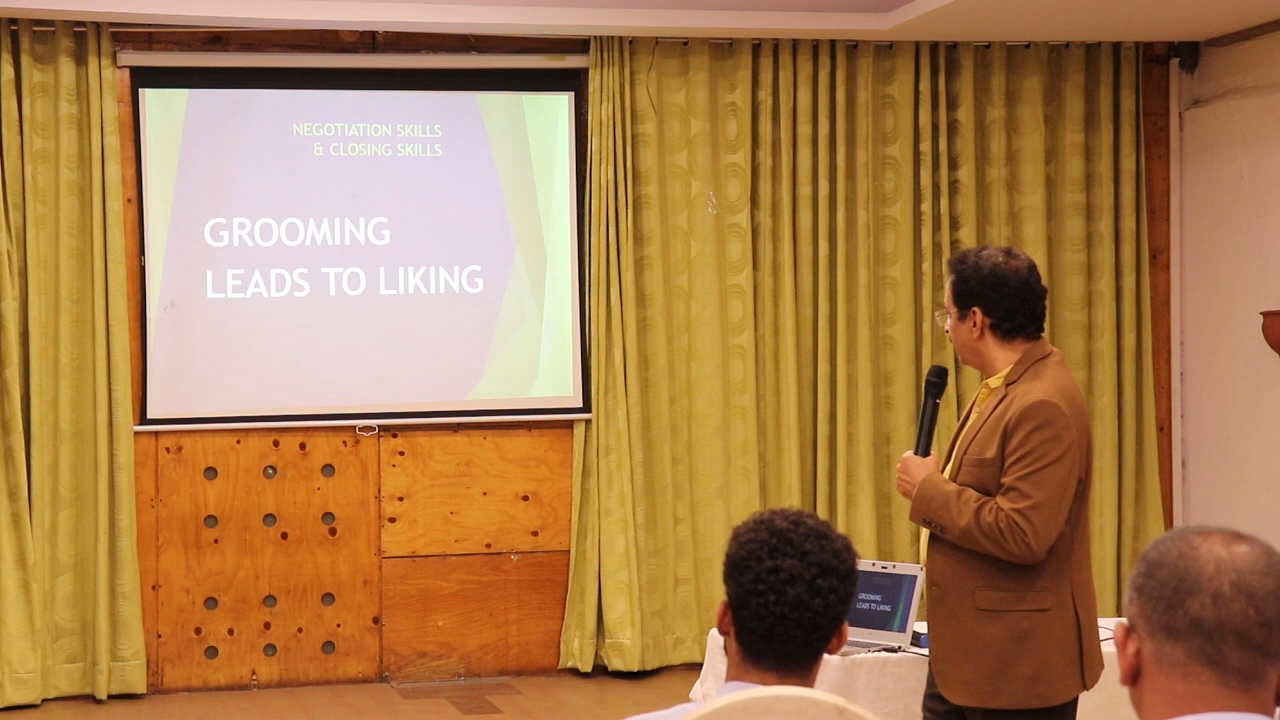 NEGOTIATION SKILLS
& CLOSING SKILLS
GROOMING
LEADS TO LIKING
GROOMING
LEADS TO LIKING